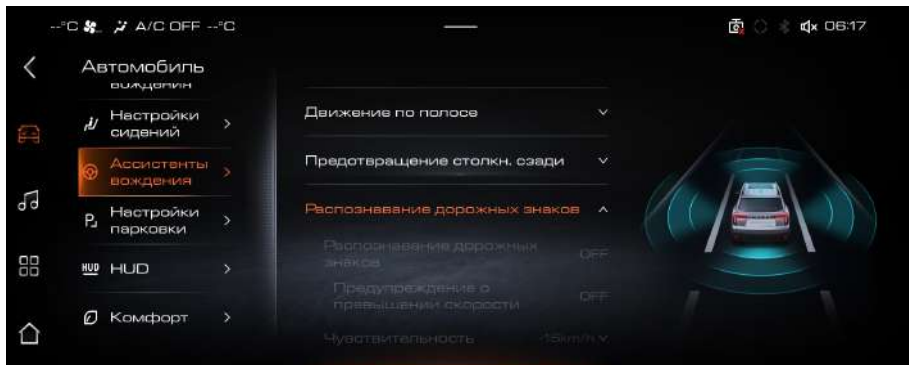 --°C A/C OFF --°C
06:17
Автомобиль
вождения
Настройки
сидений
Ассистенты
вождения
Настройки
парковки
HUD HUD
Комфорт
Движение по полосе
Предотвращение столкн. сзади
Распознавание дорожных знаков
Распознавание дорожных
знаков
OFF
Предупреждение о
превышении скорости
OFF
Чувствительность
-15km/h